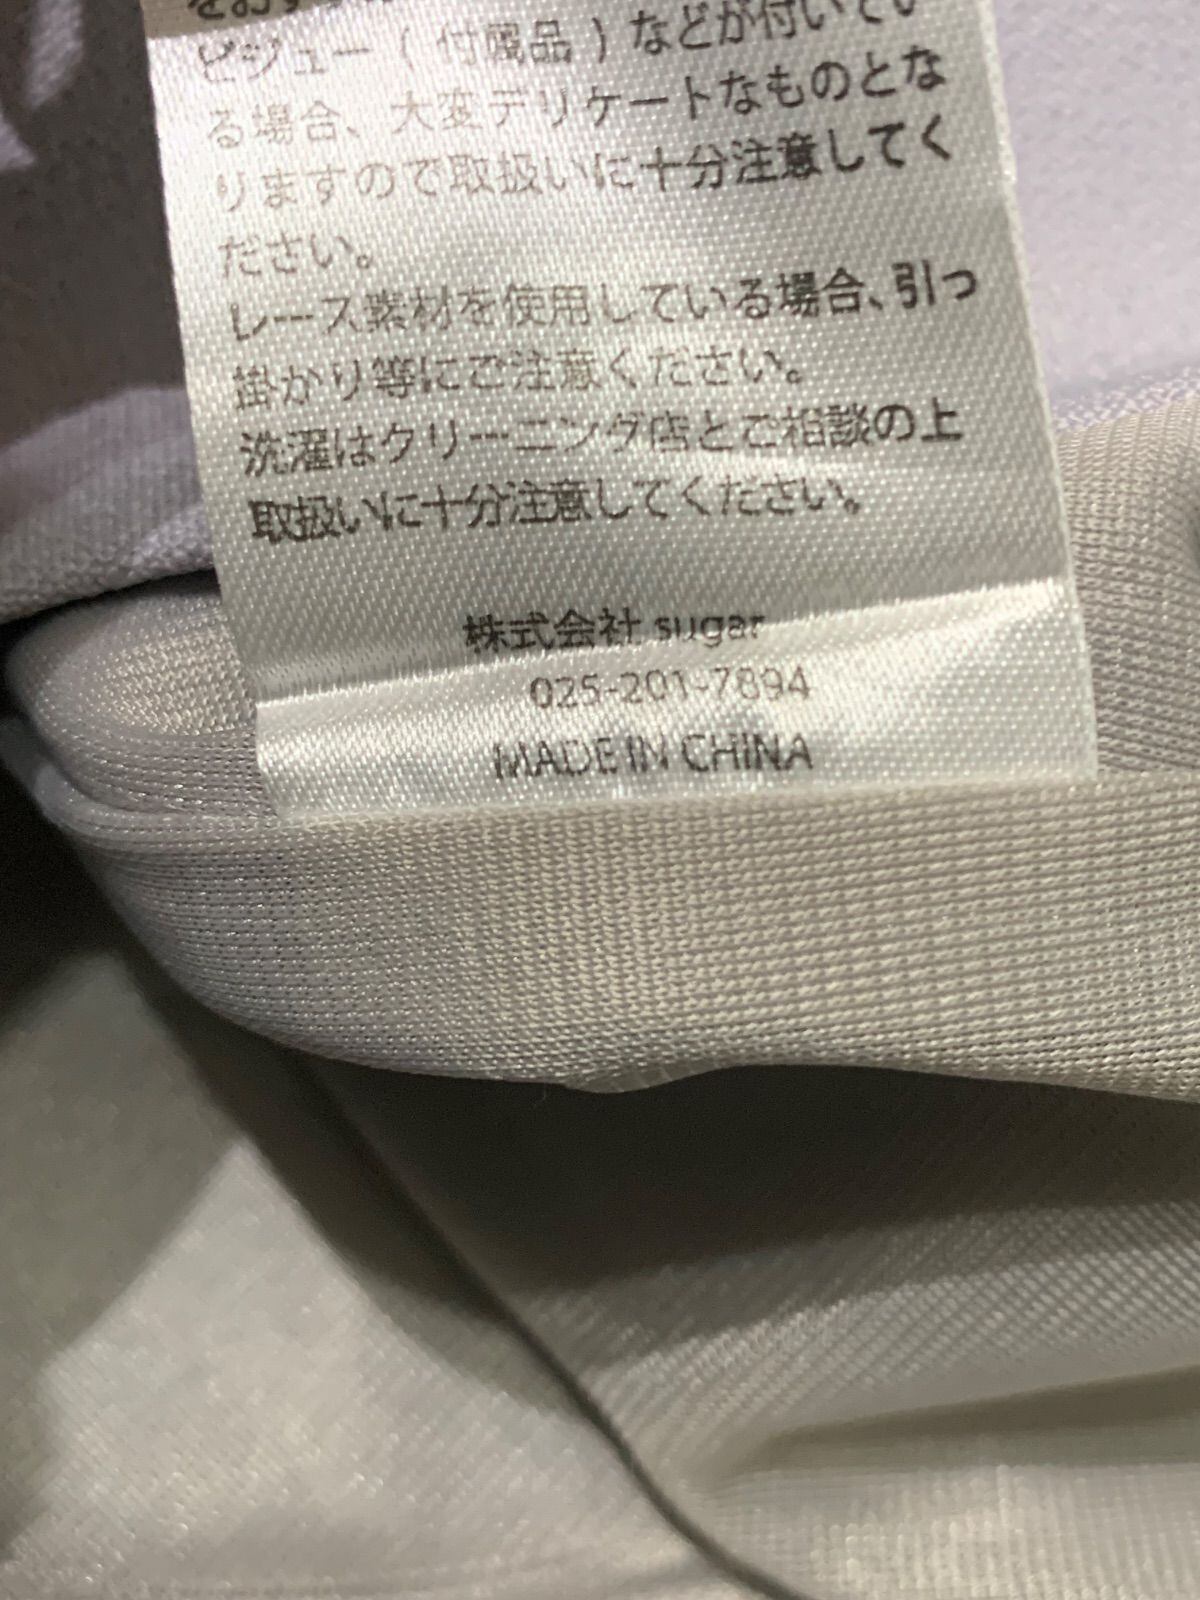 をおすす
ビジュー(付属品)などが付いてい
る場合、大変デリケートなものとな
りますので取扱いに十分注意してく
ださい。
レース素材を使用している場合、引っ
掛かり等にご注意ください。
洗濯はクリーニング店とご相談の上
取扱いに十分注意してください。
株式会社 sugar
025-201-7894
MADE IN CHINA